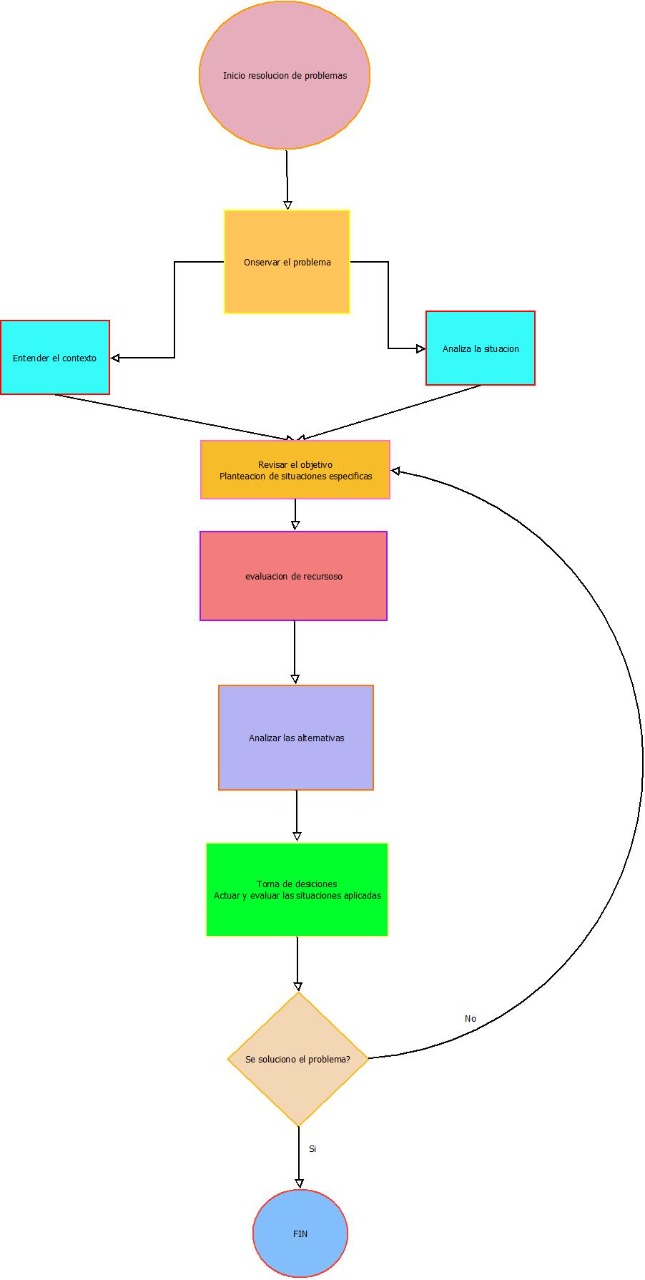 Inicio resolucion de problemas
Onservar el problema
Entender el contexto
Analiza la situacion
Revisar el objetivo
Planteacion de situaciones especificas
evaluacion de recursoso
Analizar las alternativas
Toma de desiciones
Actuar y evaluar las situaciones aplicadas
Se soluciono el problema?
No
Si
FIN